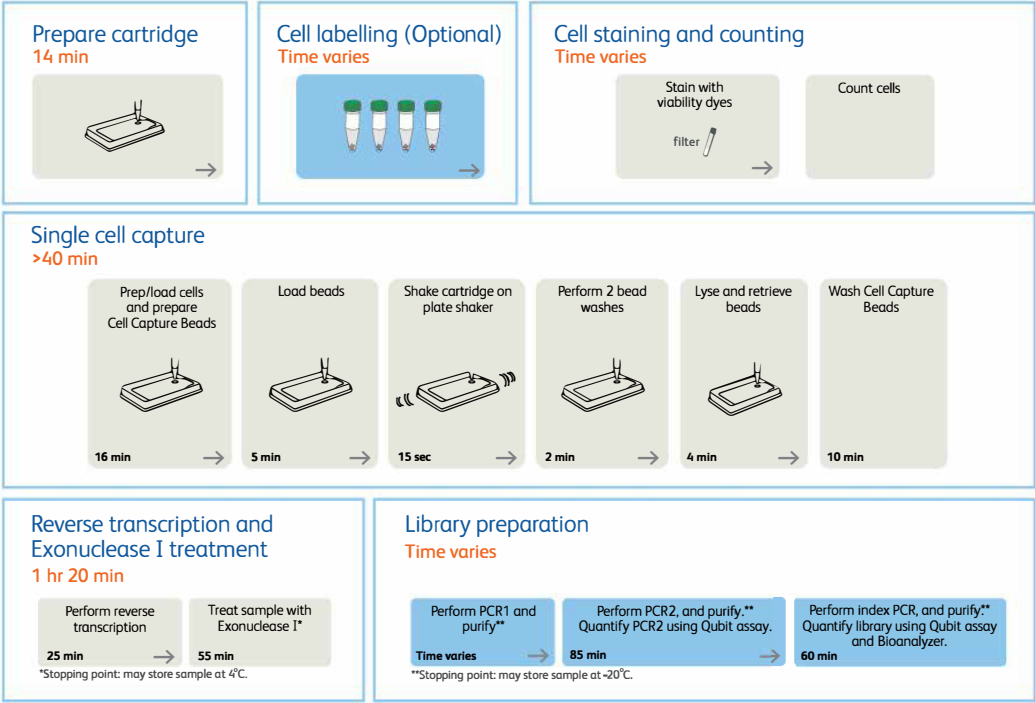 Prepare cartridge
14 min
Cell labelling (Optional)
Time varies
Cell staining and counting
Time varies
Stain with
viability dyes
filter
Count cells
Single cell capture
>40 min
Prep/load cells
and prepare
Cell Capture Beads
16 min
Load beads
5 min
Shake cartridge on
plate shaker
15 sec
Perform 2 bead
washes
2 min
Lyse and retrieve
beads
4 min
Wash Cell Capture
Beads
10 min
Reverse transcription and
Exonuclease I treatment
1 hr 20 min
Perform reverse
transcription
25 min
Treat sample with
Exonuclease I*
55 min
*Stopping point: may store sample at 4°C.
Library preparation
Time varies
Perform PCR1 and
purify**
Time varies
Perform PCR2, and purify.**
Quantify PCR2 using Qubit assay.
85 min
Perform index PCR, and purify.**
Quantify library using Qubit assay
and Bioanalyzer.
60 min
**Stopping point: may store sample at -20°C.